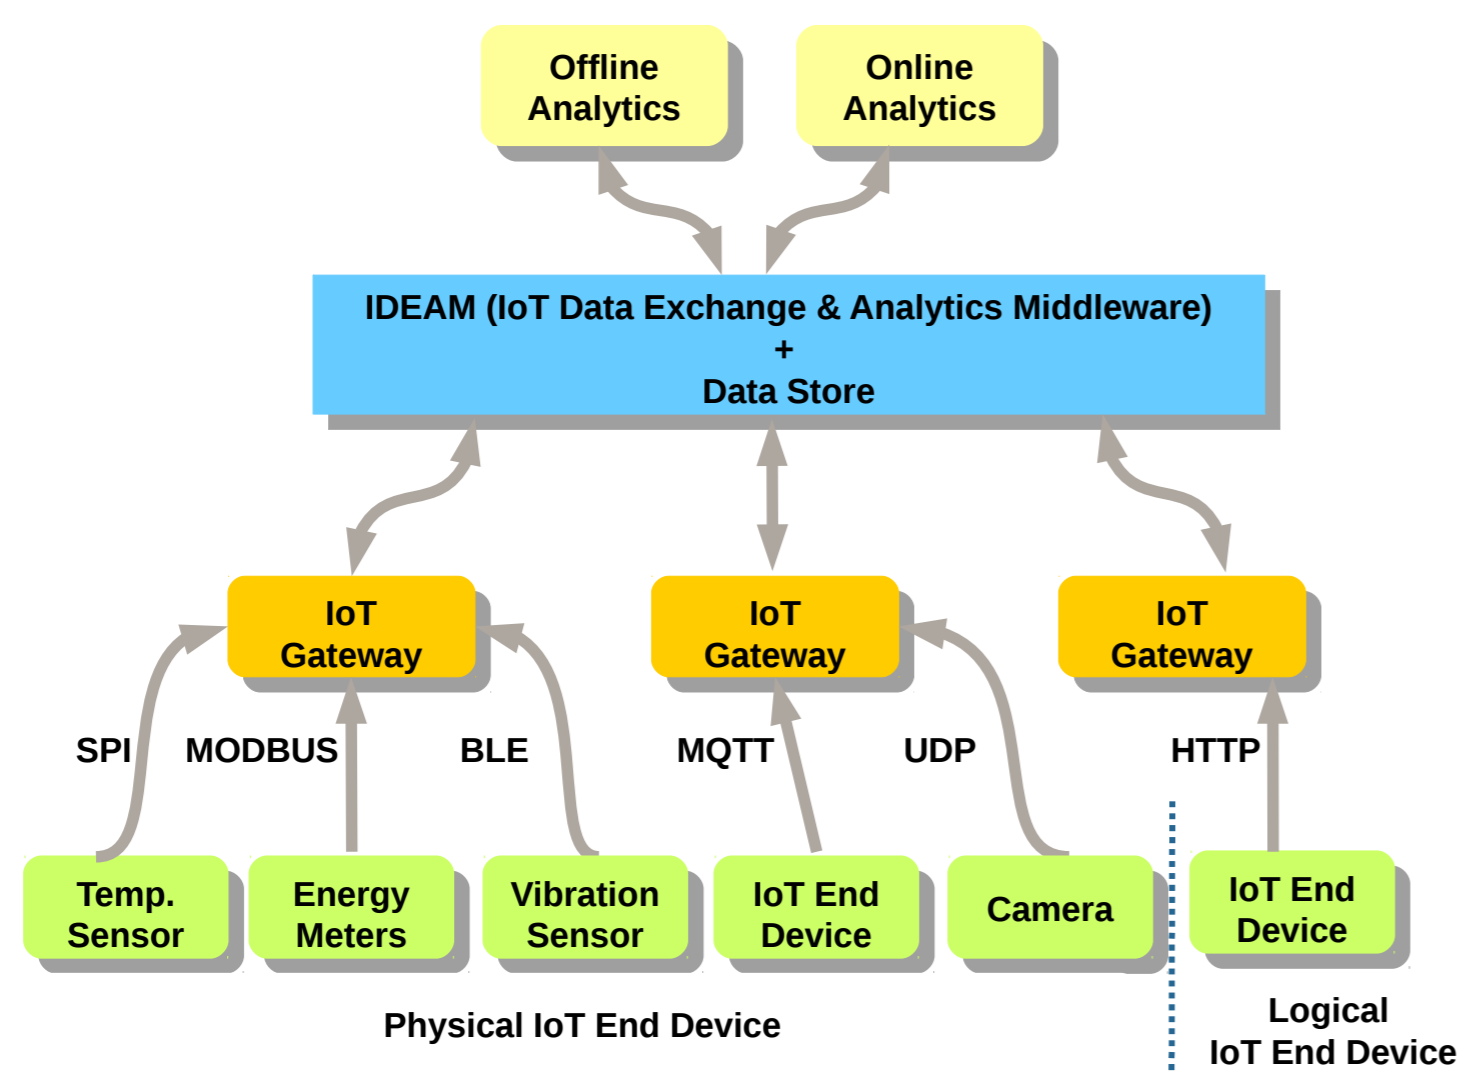 Offline
Analytics
Online
Analytics
IDEAM (IoT Data Exchange & Analytics Middleware)
+
Data Store
IoT
Gateway
IoT
Gateway
IoT
Gateway
SPI
MODBUS
BLE
MQTT
UDP
HTTP
Temp.
Sensor
Energy
Meters
Vibration
Sensor
IoT End
Device
Camera
IoT End
Device
Physical IoT End Device
Logical
IoT End Device